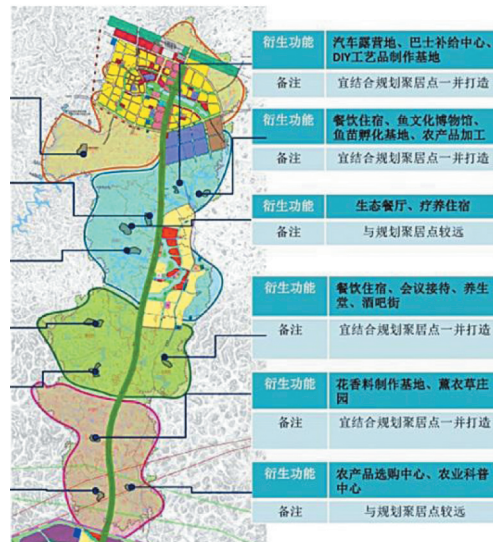 衍生功能
汽车露营地、巴士补给中心、
DIY工艺品制作基地
备注
宜结合规划聚居点一并打造
衍生功能
餐饮住宿、鱼文化博物馆、
鱼苗孵化基地、农产品加工
备注
宜结合规划聚居点一并打造
衍生功能
生态餐厅、疗养住宿
备注
与规划聚居点较远
衍生功能
餐饮住宿、会议接待、养生
堂、酒吧街
备注
宜结合规划聚居点一并打造
衍生功能
花香料制作基地、薰衣草庄
园
备注
宜结合规划聚居点一并打造
衍生功能
农产品选购中心、农业科普
中心
备注
与规划聚居点较远